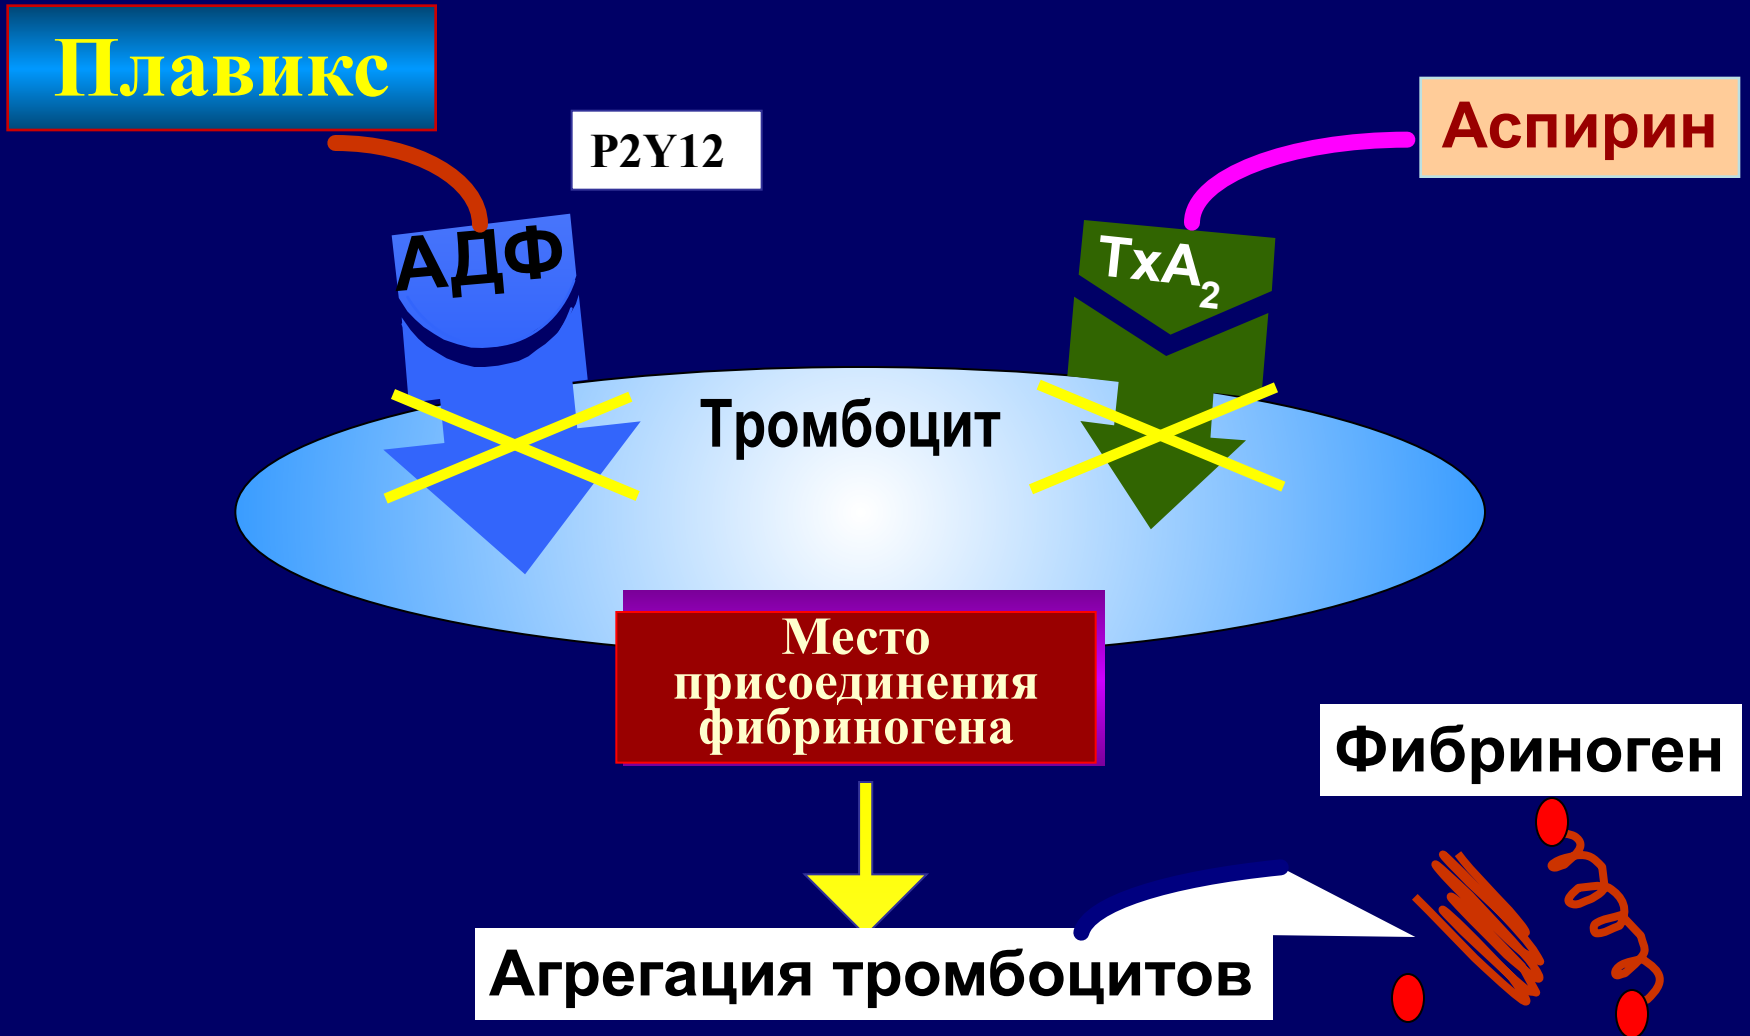 Плавикс
P2Y12
Аспирин
АДФ
TxA2
Тромбоцит
Место
присоединения
фибриногена
Фибриноген
Агрегация тромбоцитов